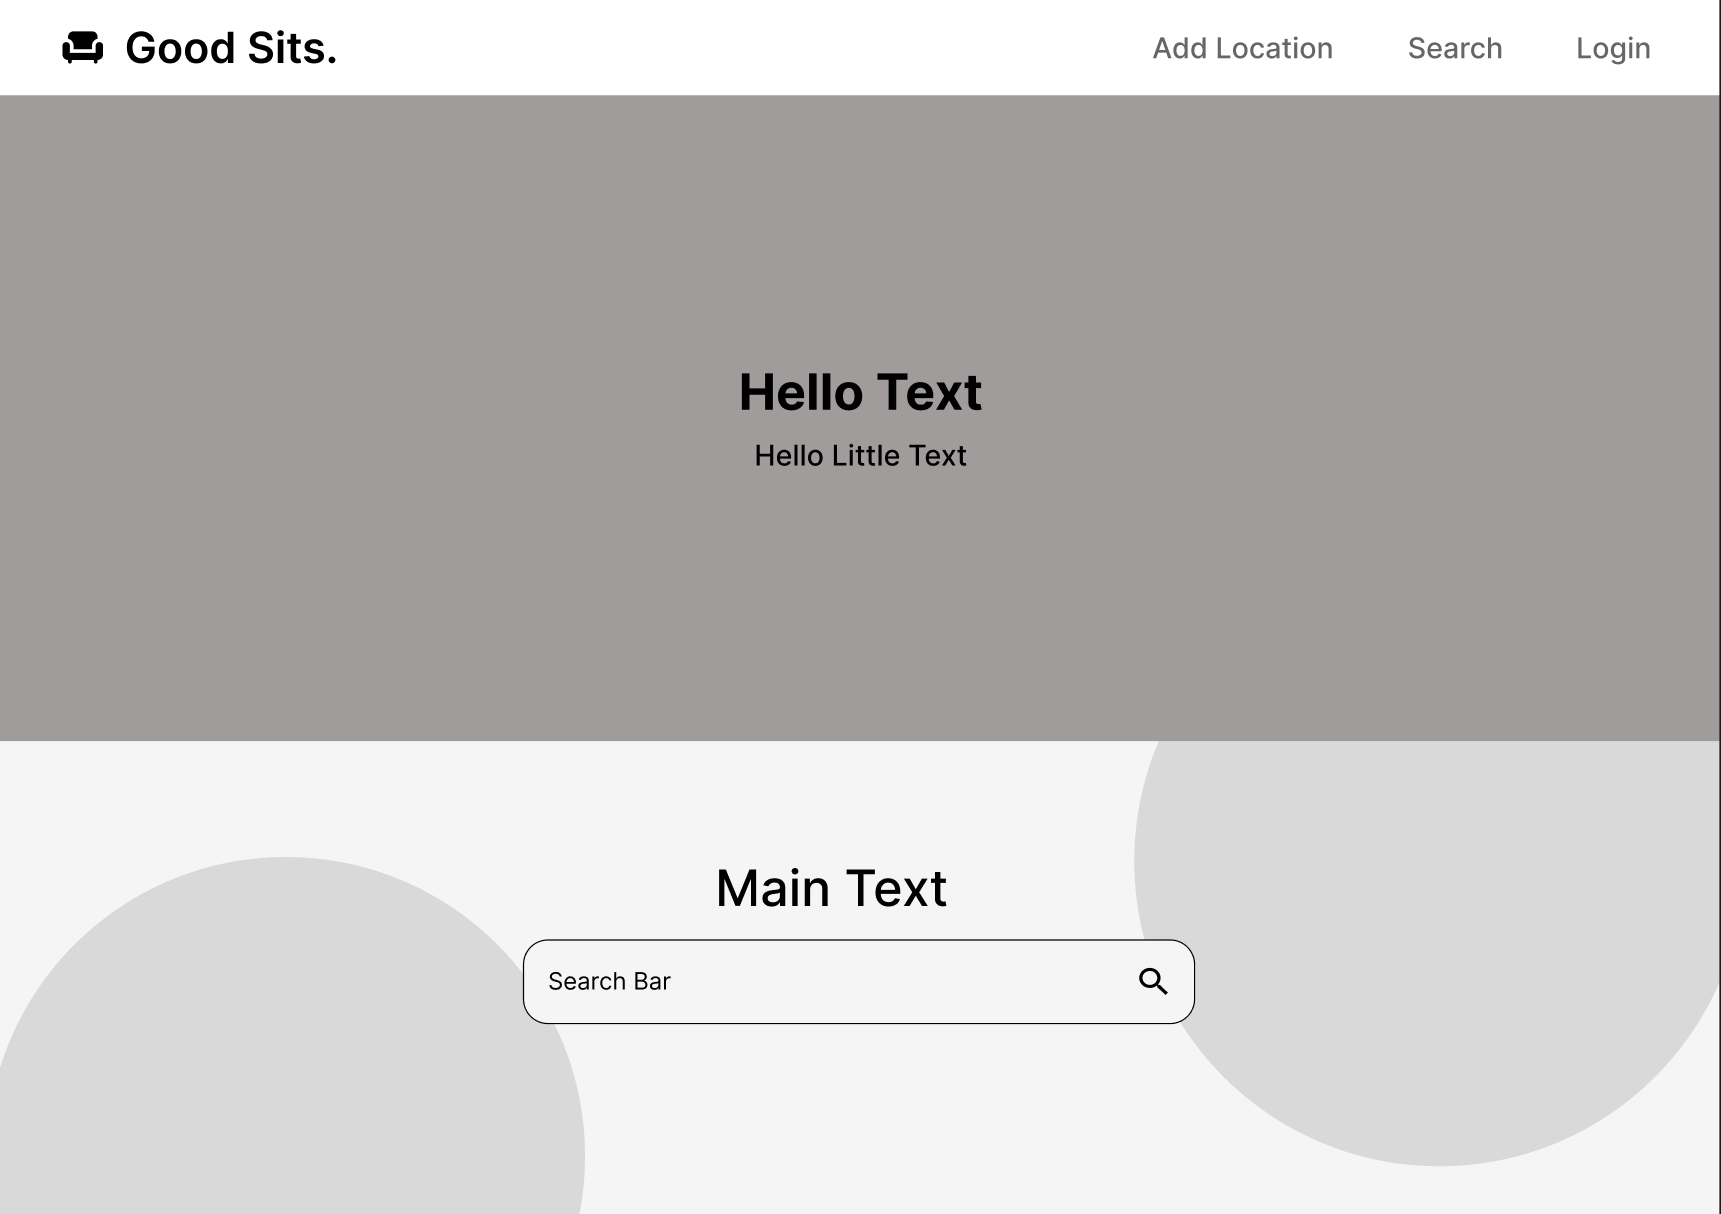 Good Sits.
Add Location
Search
Login
Hello Text
Hello Little Text
Main Text
Search Bar